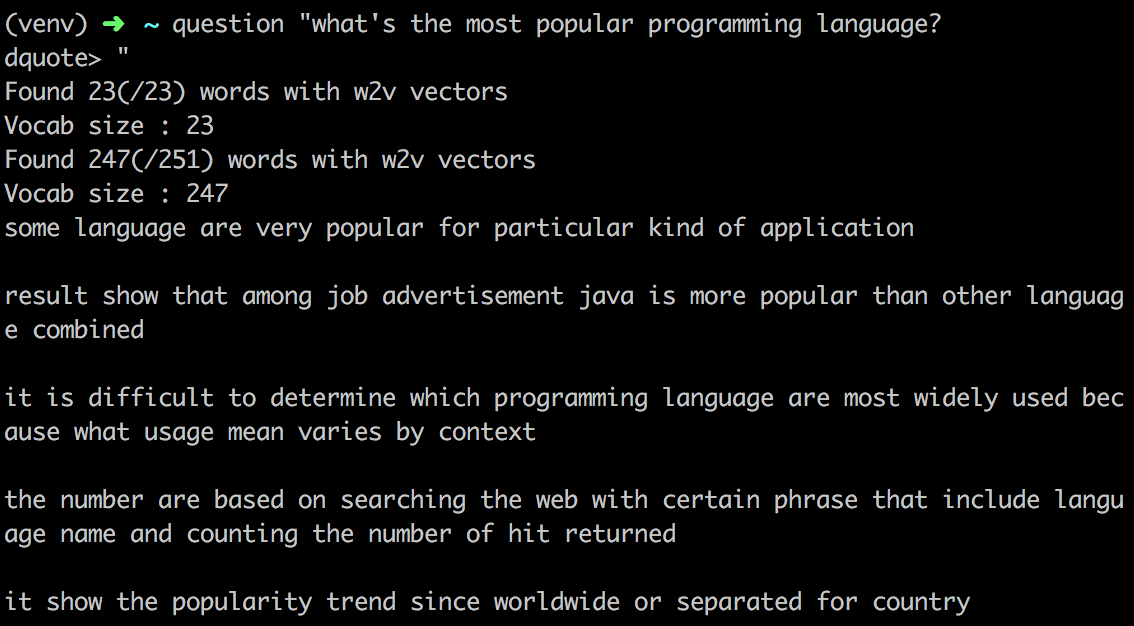 (venv) ➜ ~ question "what's the most popular programming language?
dquote> "
Found 23(/23) words with w2v vectors
Vocab size : 23
Found 247(/251) words with w2v vectors
Vocab size : 247
some language are very popular for particular kind of application
result show that among job advertisement java is more popular than other languag
e combined
it is difficult to determine which programming language are most widely used bec
ause what usage mean varies by context
the number are based on searching the web with certain phrase that include langu
age name and counting the number of hit returned
it show the popularity trend since worldwide or separated for country